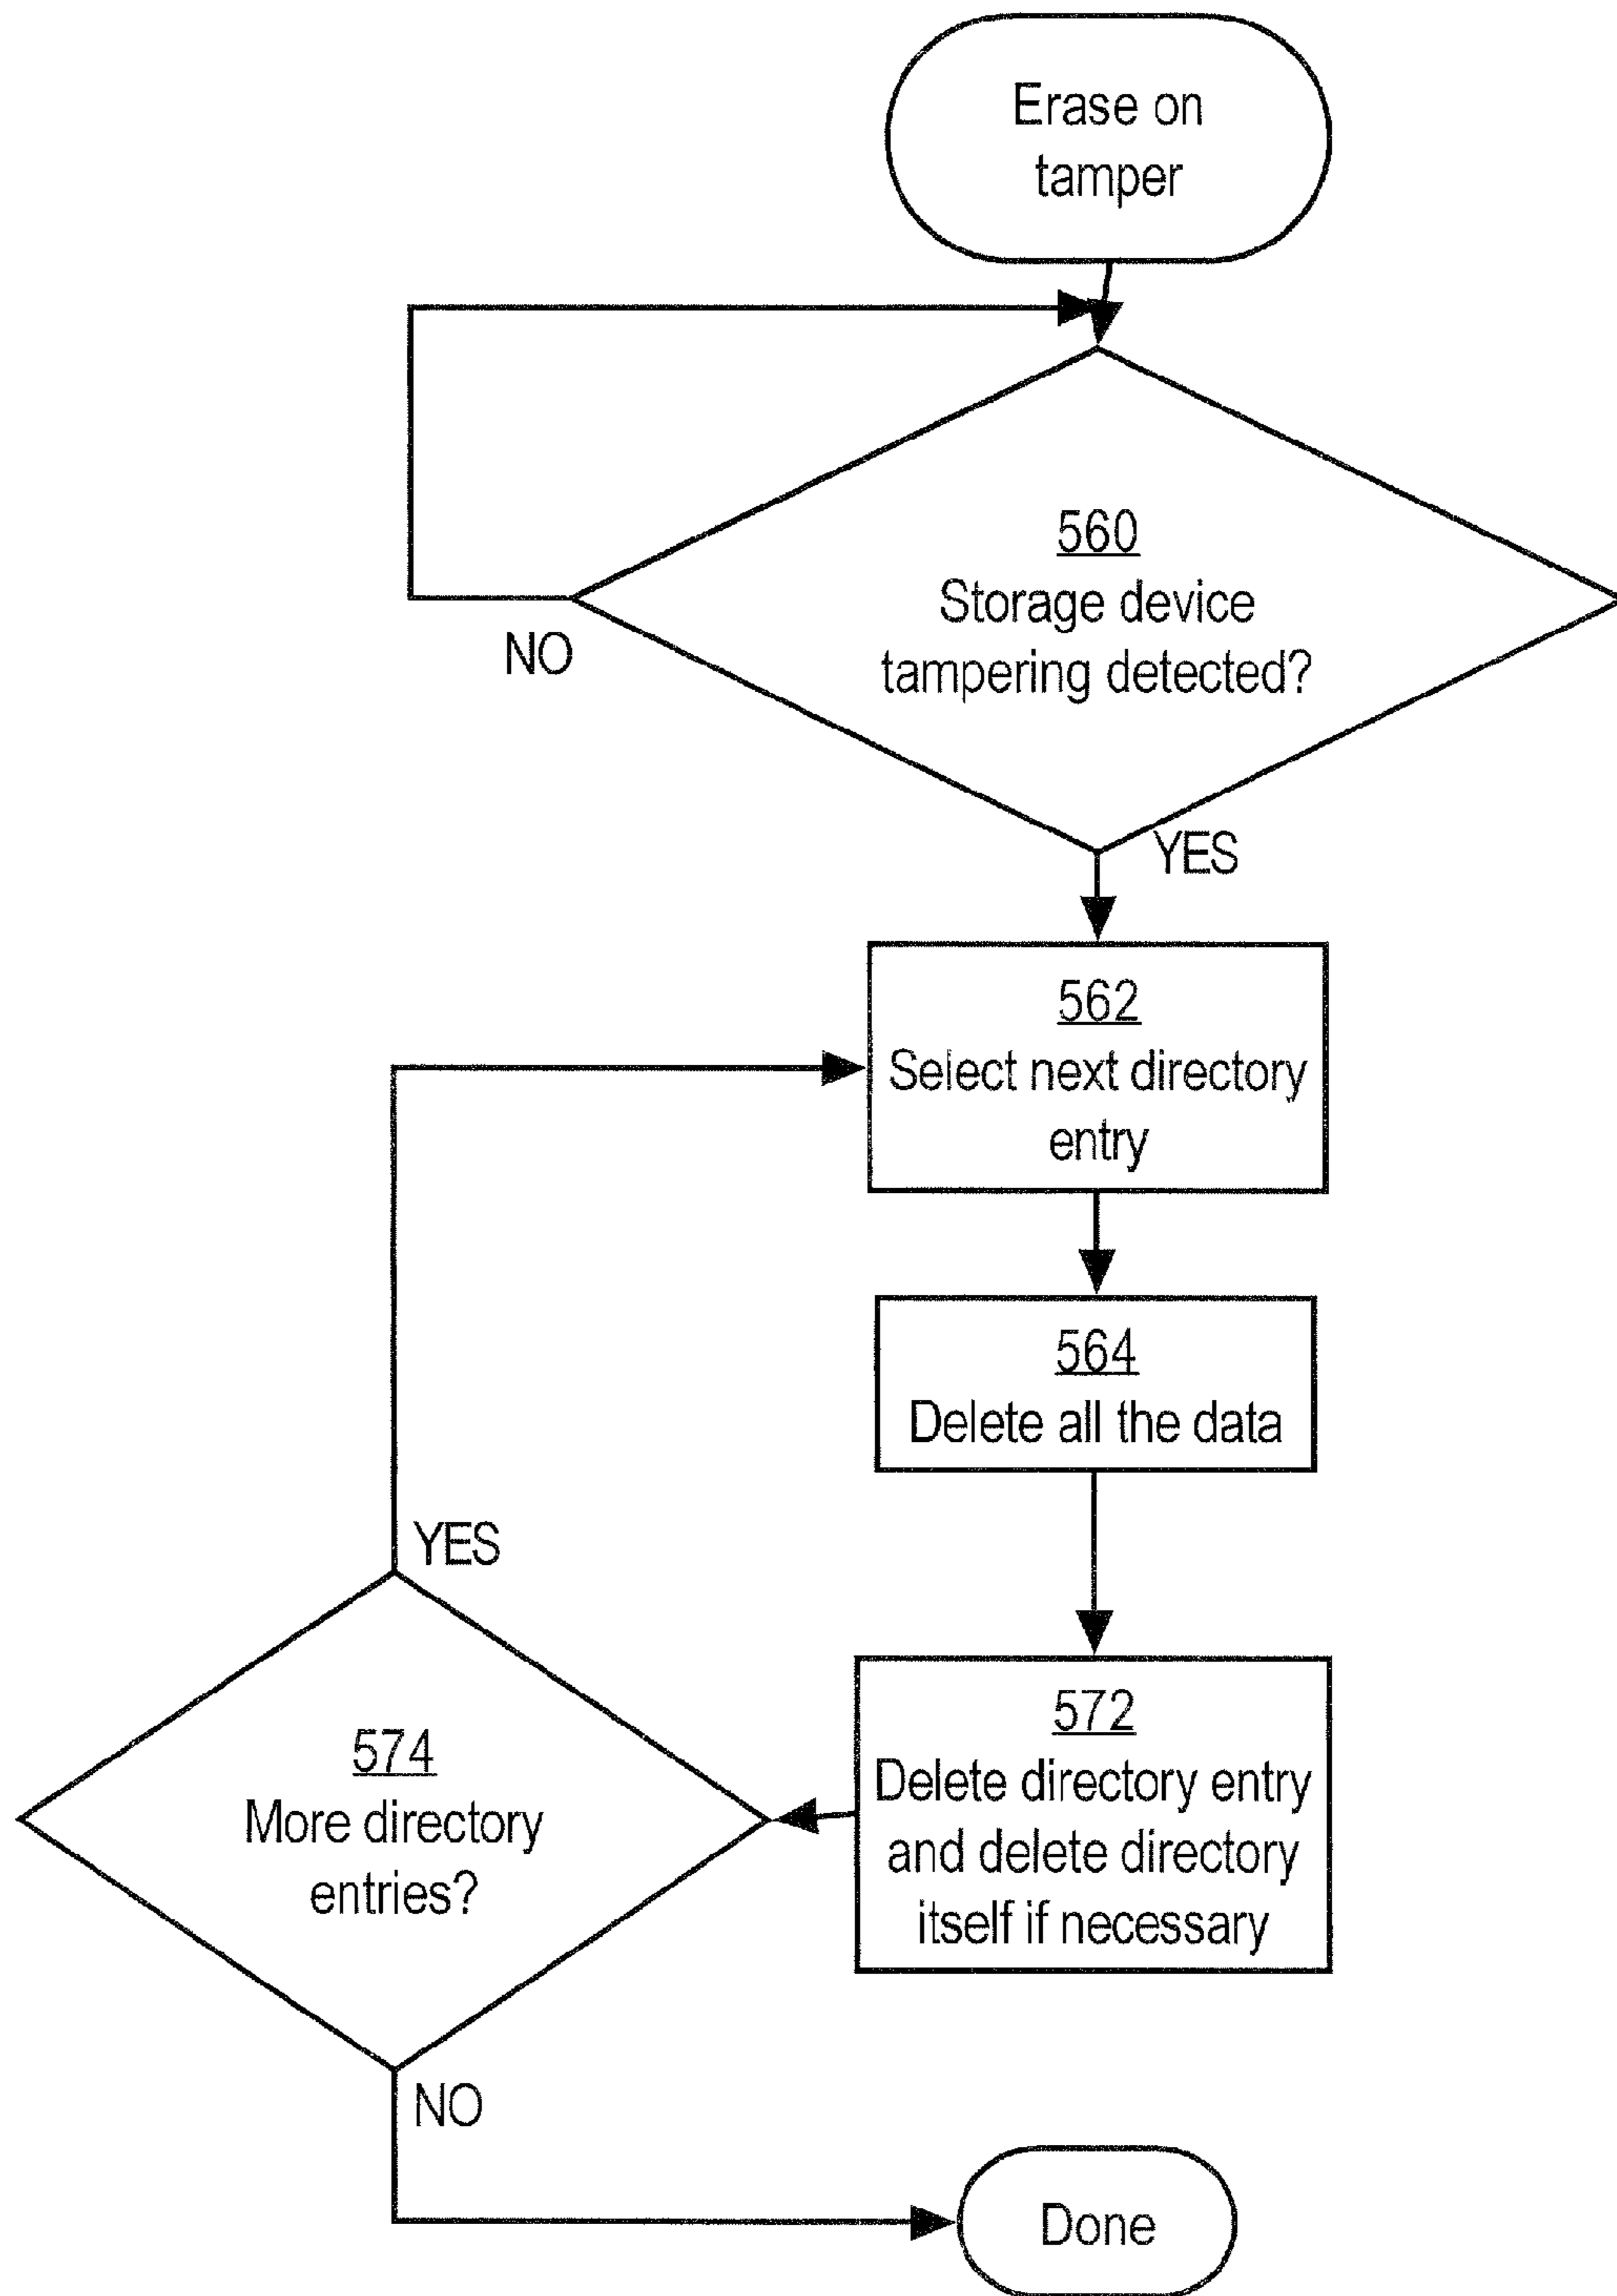 Erase on
tamper
560
Storage device
tampering detected?
NO
YES
562
Select next directory
entry
564
Delete all the data
YES
572
Delete directory entry
and delete directory
itself if necessary
574
More directory
entries?
NO
Done